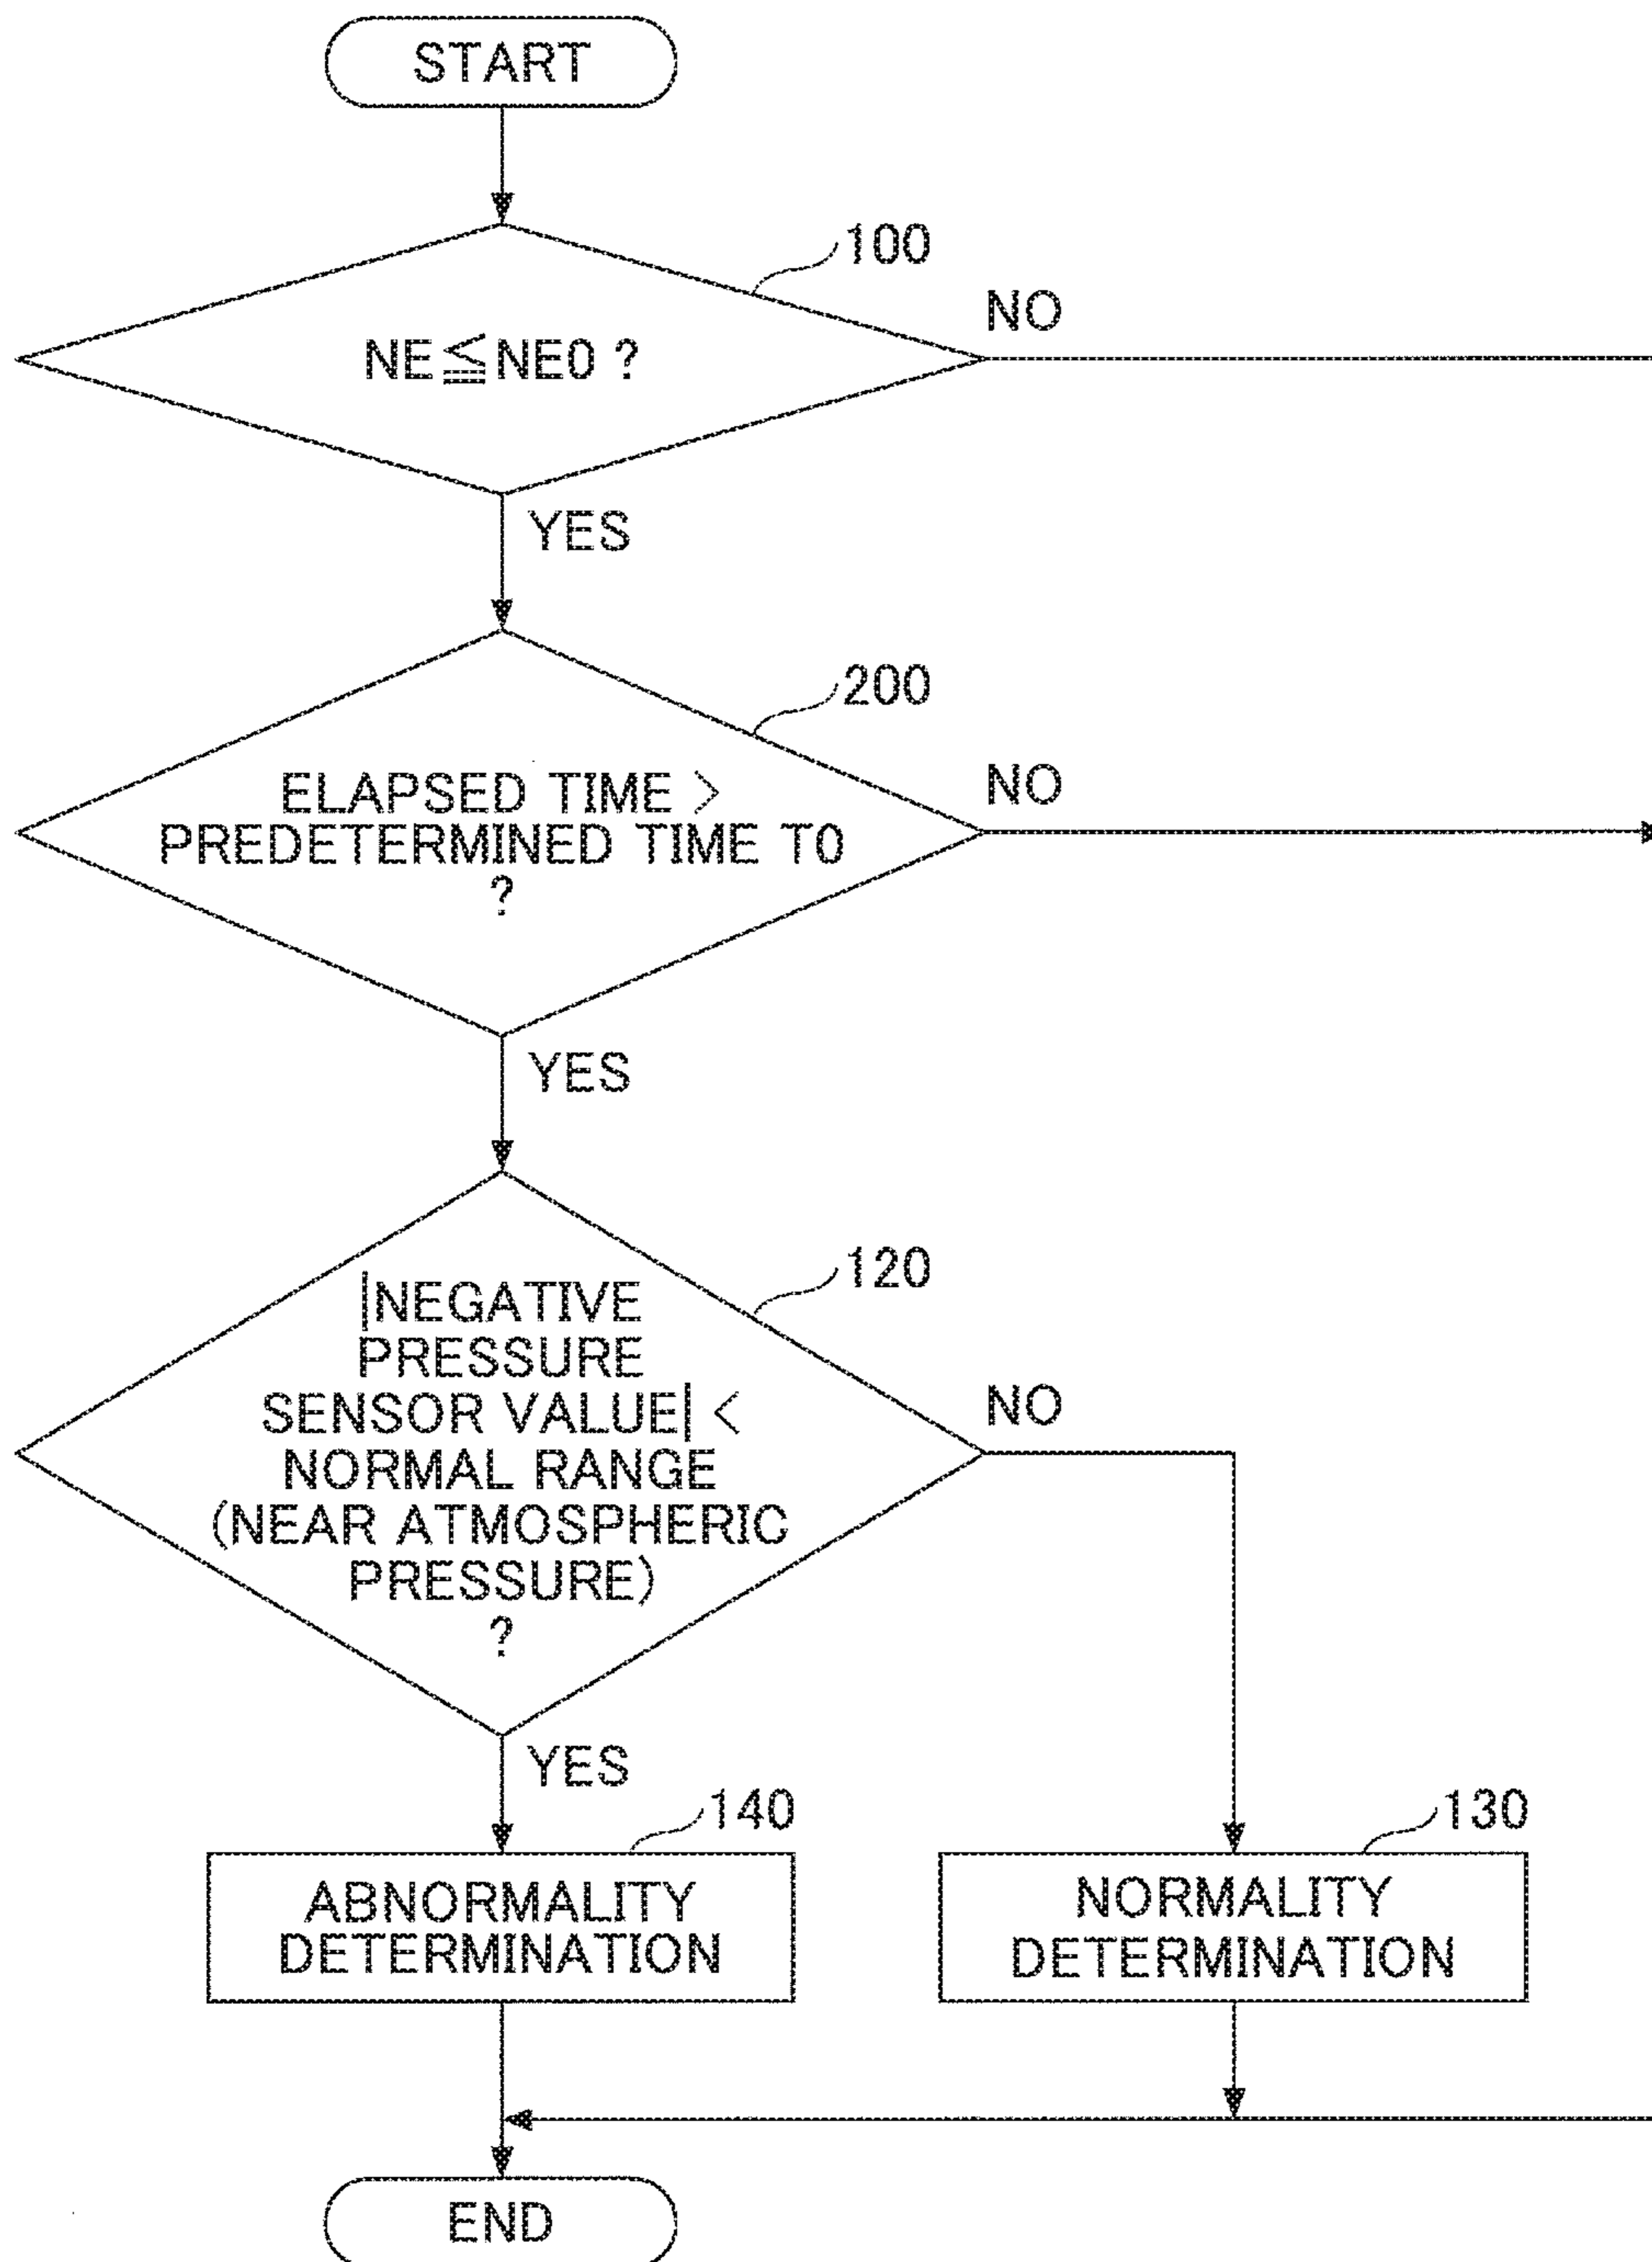 START
100
NE≦NE0 ?
NO
YES
200
ELAPSED TIME >
PREDETERMINED TIME T0
?
NO
YES
120
|NEGATIVE
PRESSURE
SENSOR VALUE| <
NORMAL RANGE
(NEAR ATMOSPHERIC
PRESSURE)
?
NO
YES
140
ABNORMALITY
DETERMINATION
130
NORMALITY
DETERMINATION
END